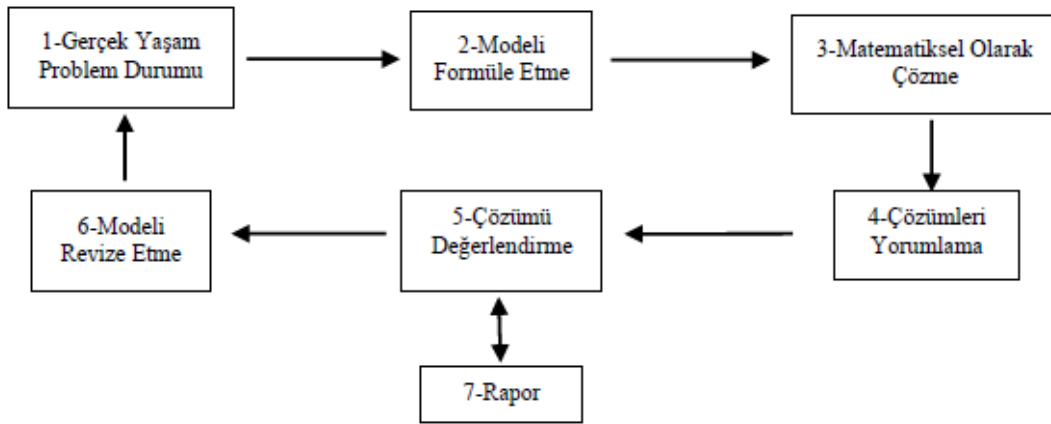 1-Gerçek Yaşam
Problem Durumu
2-Modeli
Formüle Etme
3-Matematiksel Olarak
Çözme
4-Çözümleri
Yorumlama
5-Çözümü
Değerlendirme
6-Modeli
Revize Etme
7-Rapor